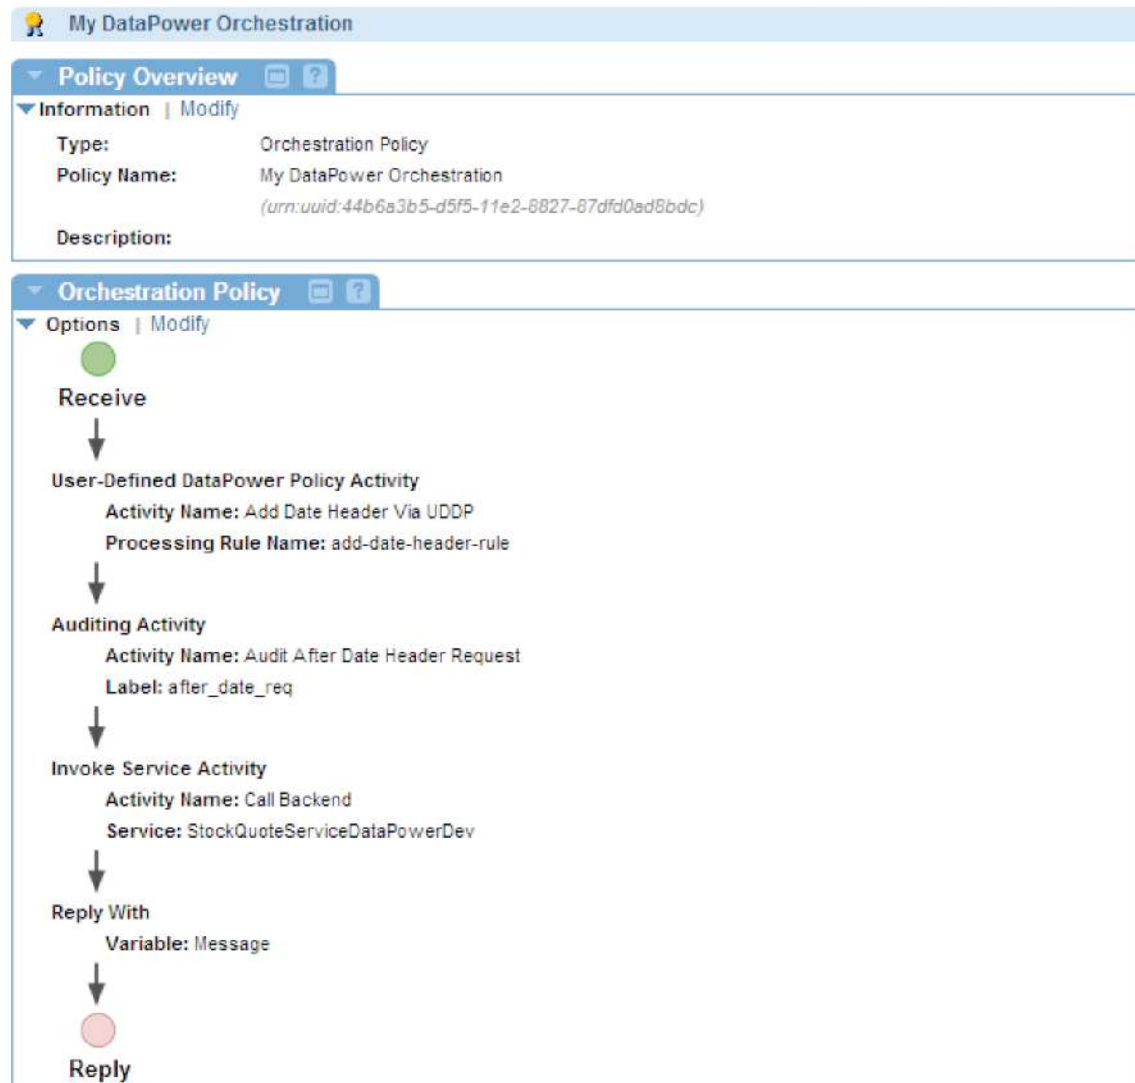 My DataPower Orchestration
Policy Overview ?
Information | Modify
Type: Orchestration Policy
Policy Name: My DataPower Orchestration
(urn:uuid:44b6a3b5-d5f5-11e2-8827-87dfd0ad8bdc)
Description:
Orchestration Policy ?
Options | Modify
Receive
User-Defined DataPower Policy Activity
Activity Name: Add Date Header Via UDDP
Processing Rule Name: add-date-header-rule
Auditing Activity
Activity Name: Audit After Date Header Request
Label: after_date_req
Invoke Service Activity
Activity Name: Call Backend
Service: StockQuoteServiceDataPowerDev
Reply With
Variable: Message
Reply